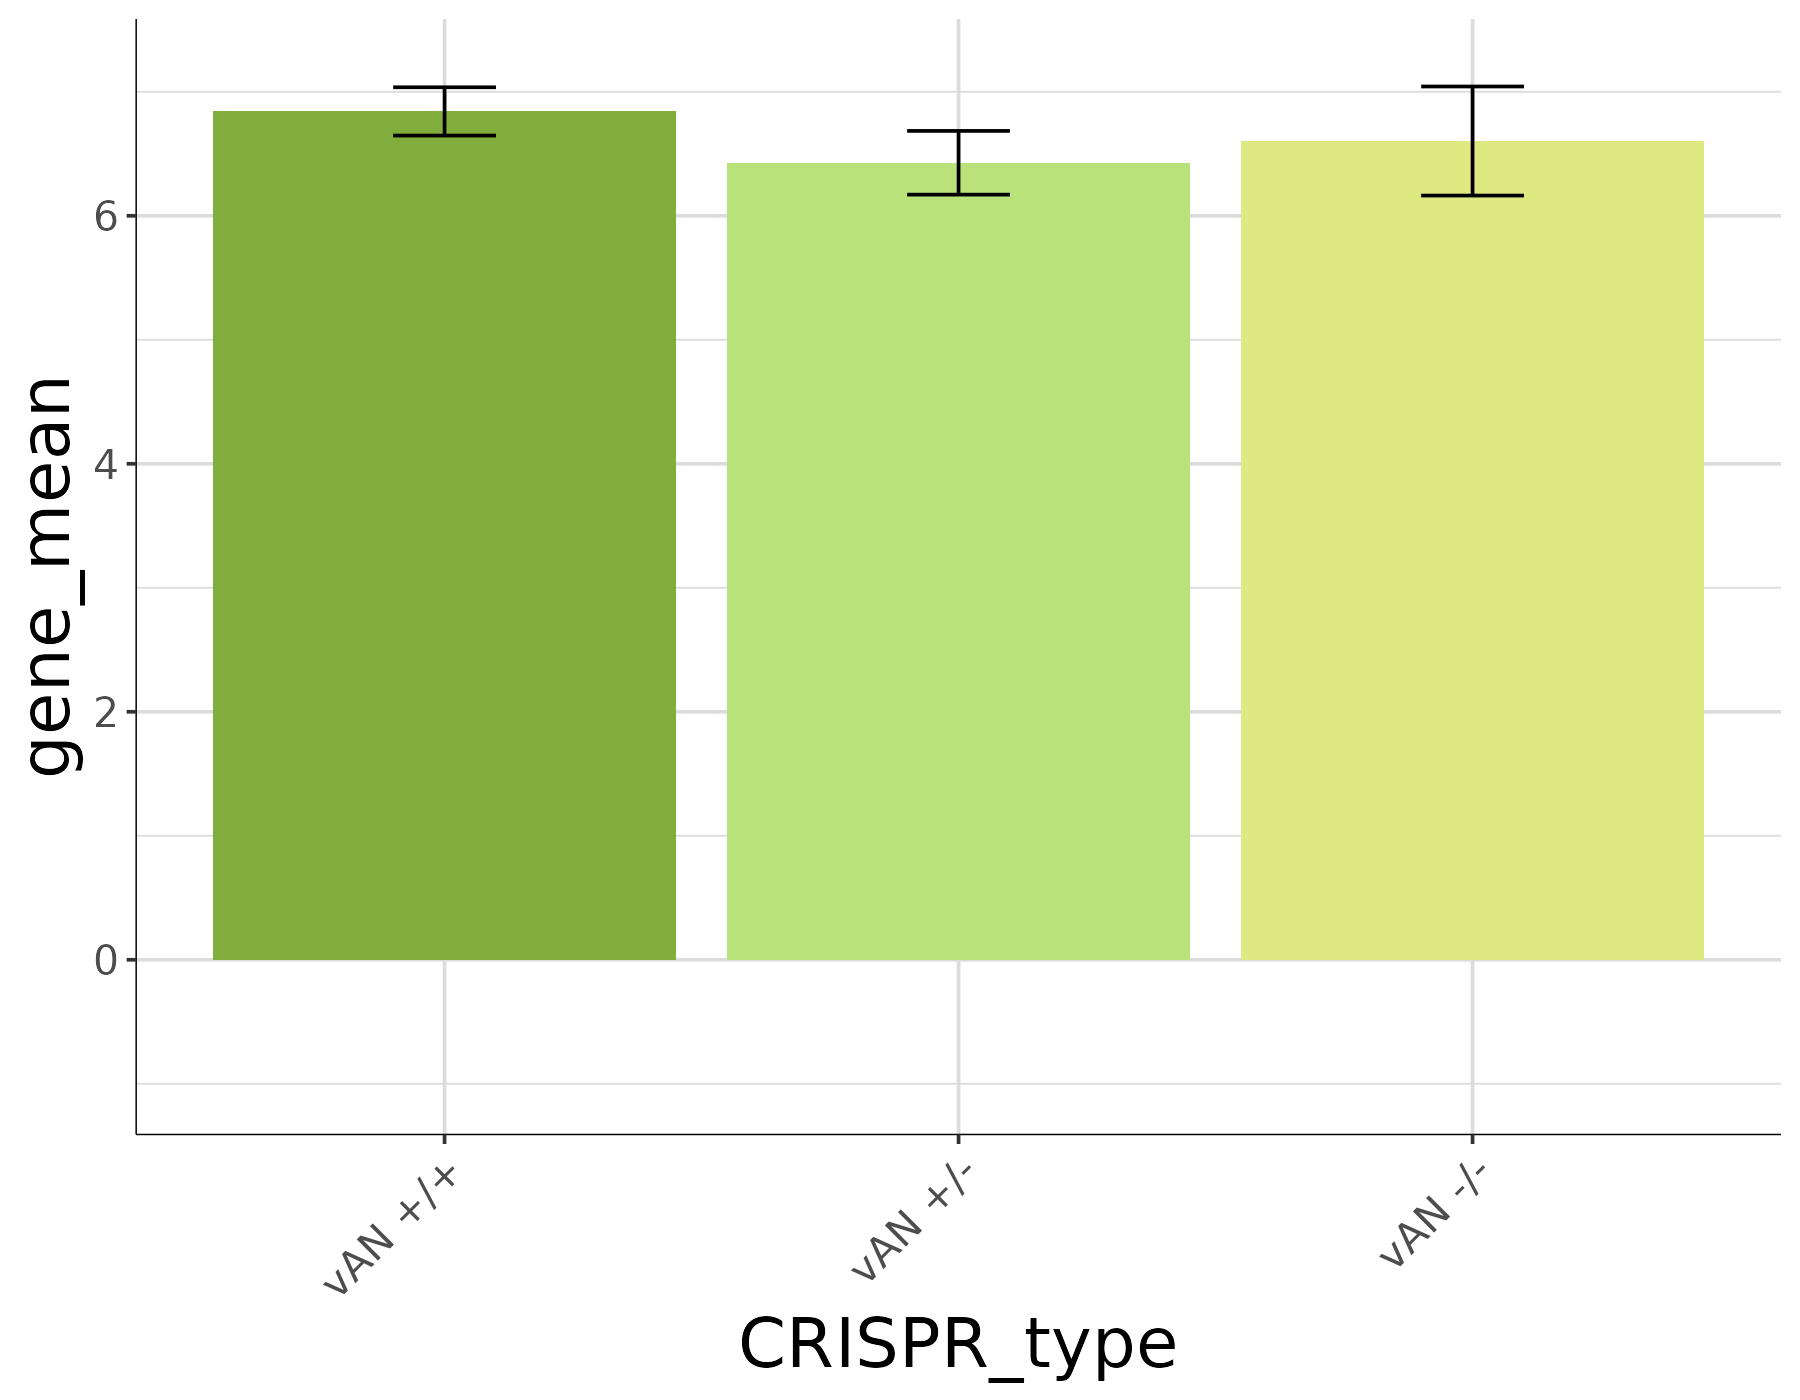 gene_mean
6
4
2
0
vAN +/+
vAN +/-
vAN -/-
CRISPR_type